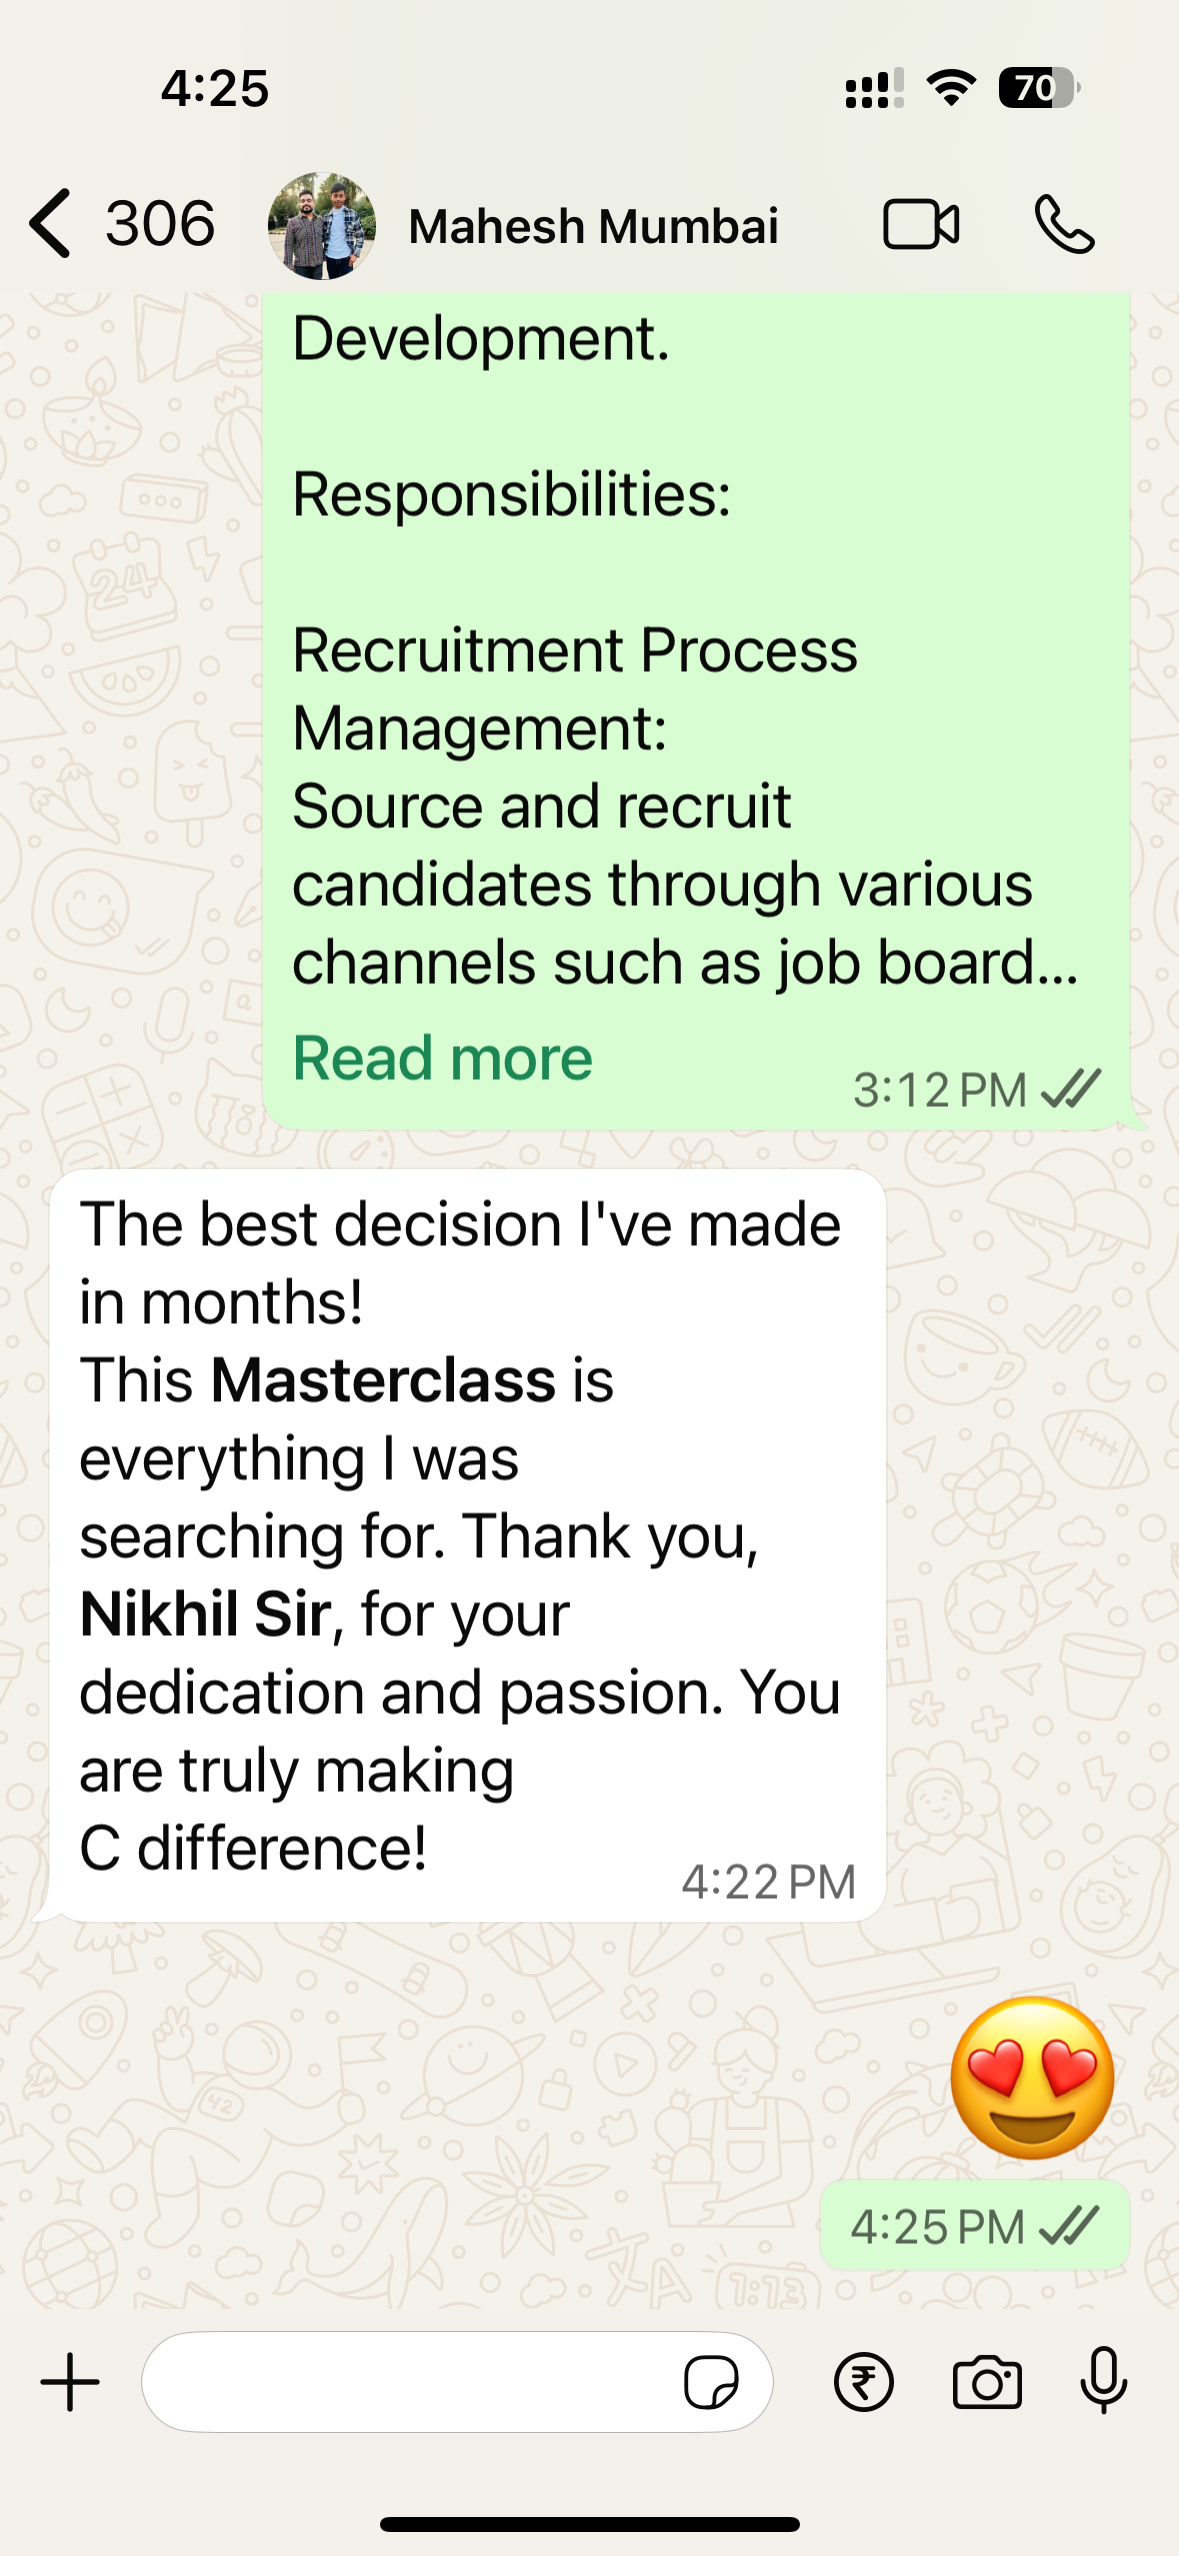 4:25
70
306
Mahesh Mumbai
Development.
Responsibilities:
Recruitment Process
Management:
Source and recruit
candidates through various
channels such as job board...
Read more
3:12 PM
The best decision I've made
in months!
This Masterclass is
everything I was
searching for. Thank you,
Nikhil Sir, for your
dedication and passion. You
are truly making
C difference!
4:22 PM
4:25 PM